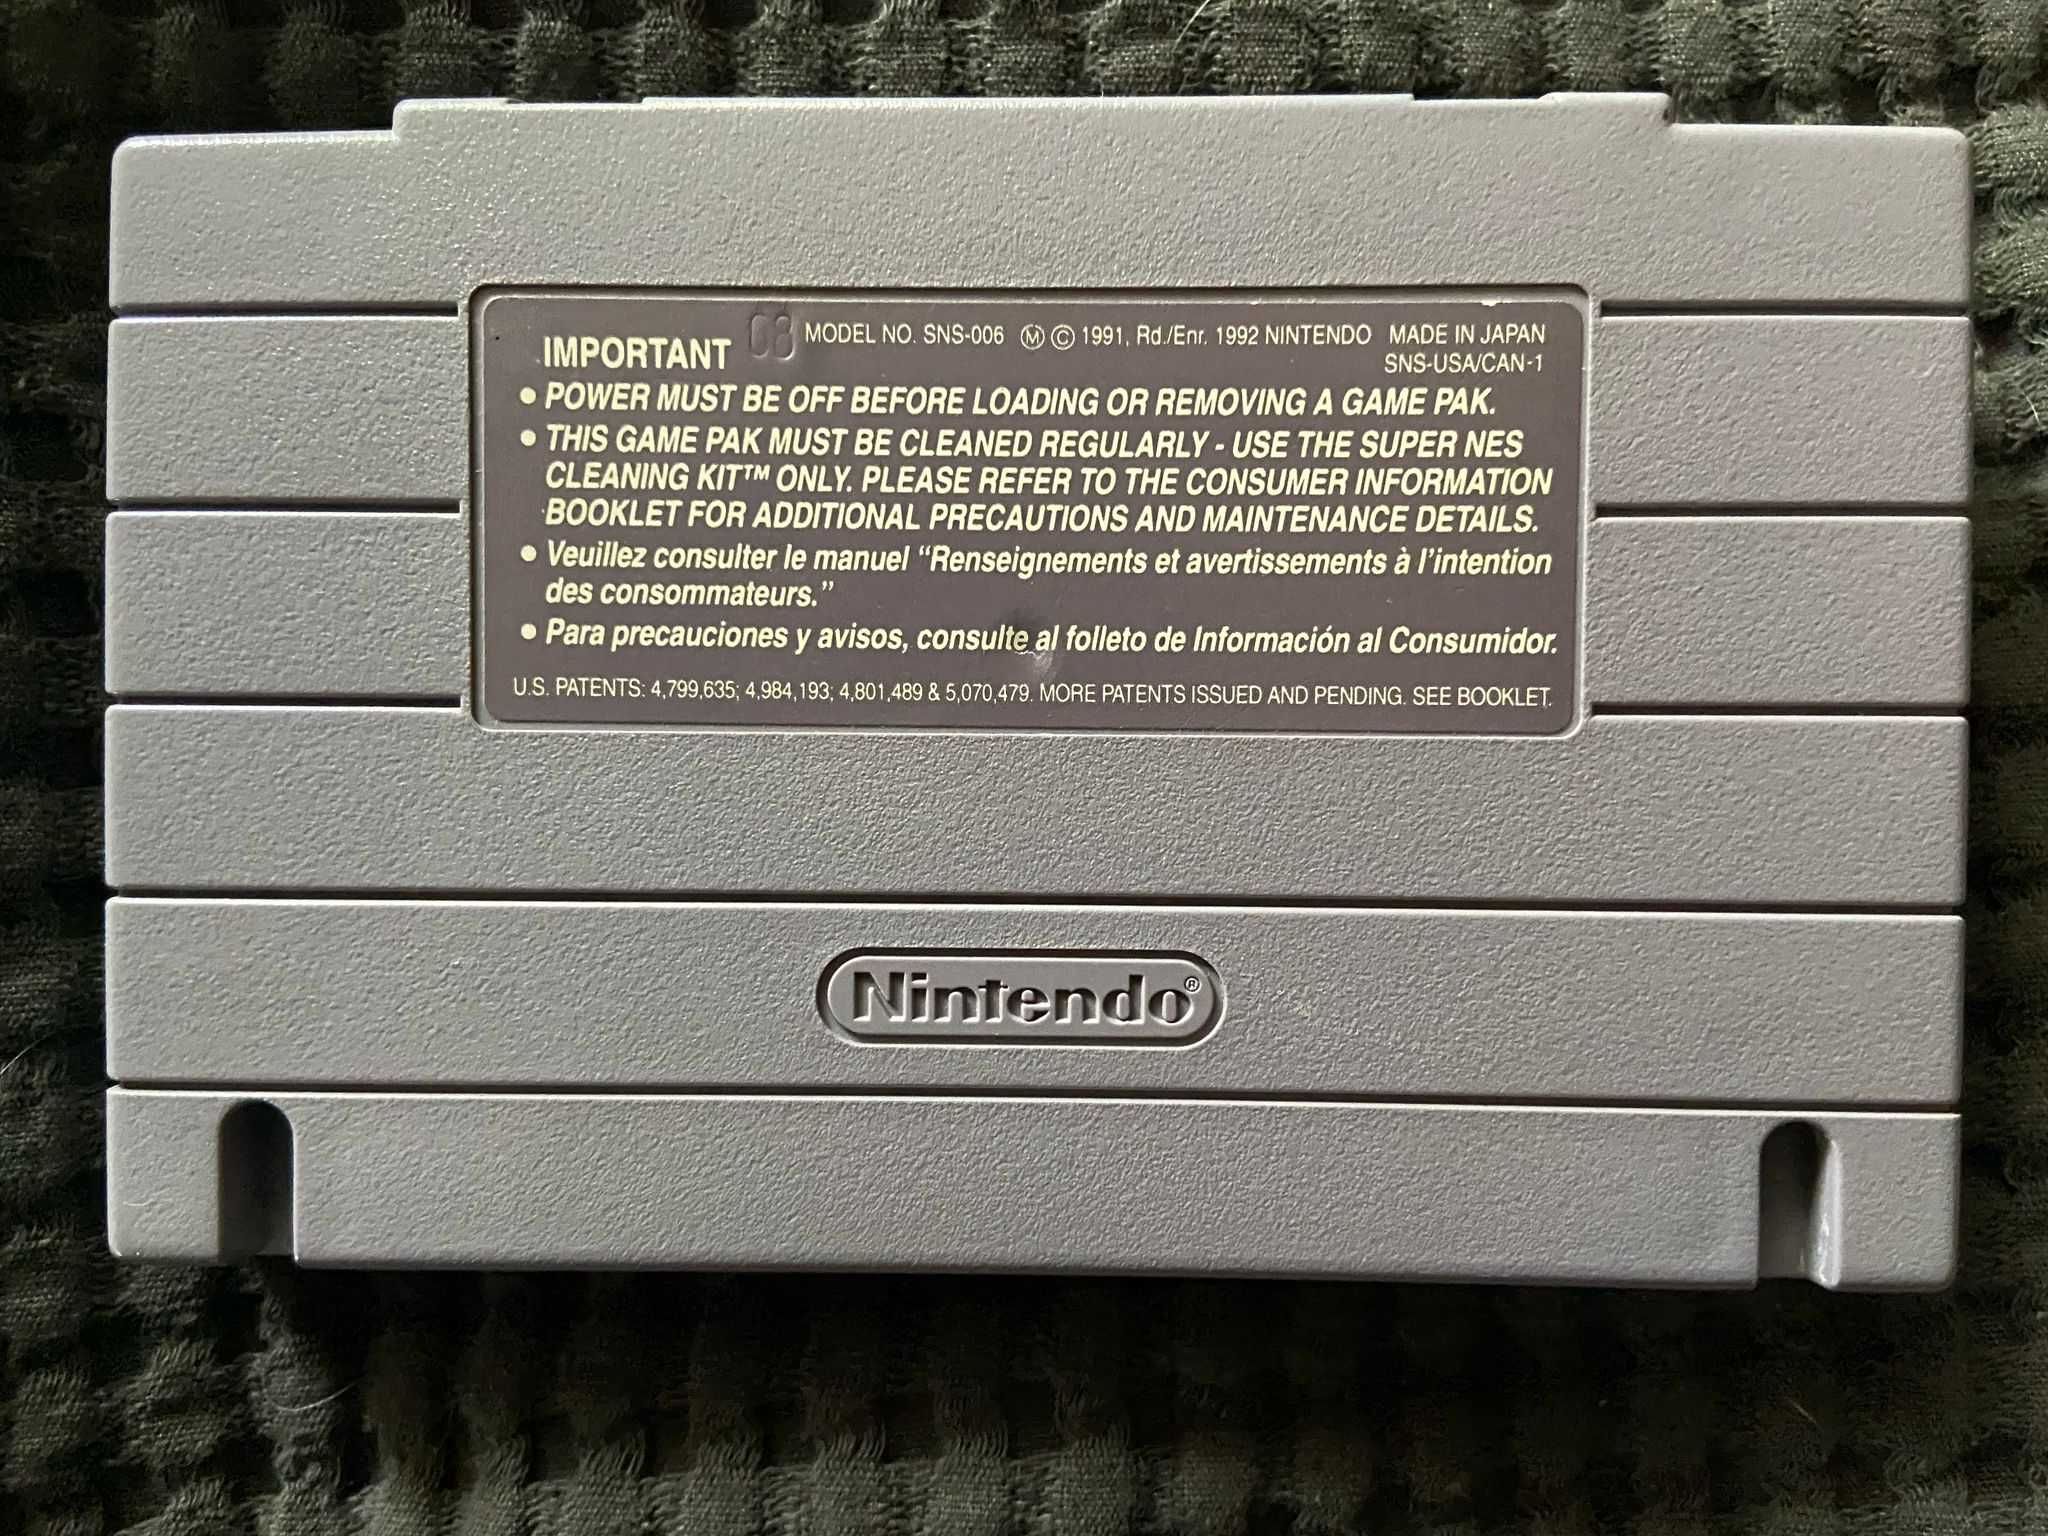 IMPORTANT 08 MODEL NO. SNS-006 Ⓜ © 1991, Rd./Enr. 1992 NINTENDO MADE IN JAPAN
SNS-USA/CAN-1
• POWER MUST BE OFF BEFORE LOADING OR REMOVING A GAME PAK.
• THIS GAME PAK MUST BE CLEANED REGULARLY - USE THE SUPER NES
CLEANING KIT™ ONLY. PLEASE REFER TO THE CONSUMER INFORMATION
BOOKLET FOR ADDITIONAL PRECAUTIONS AND MAINTENANCE DETAILS.
• Veuillez consulter le manuel “Renseignements et avertissements à l’intention
des consommateurs.”
• Para precauciones y avisos, consulte al folleto de Información al Consumidor.
U.S. PATENTS: 4,799,635; 4,984,193; 4,801,489 & 5,070,479. MORE PATENTS ISSUED AND PENDING. SEE BOOKLET.
Nintendo®